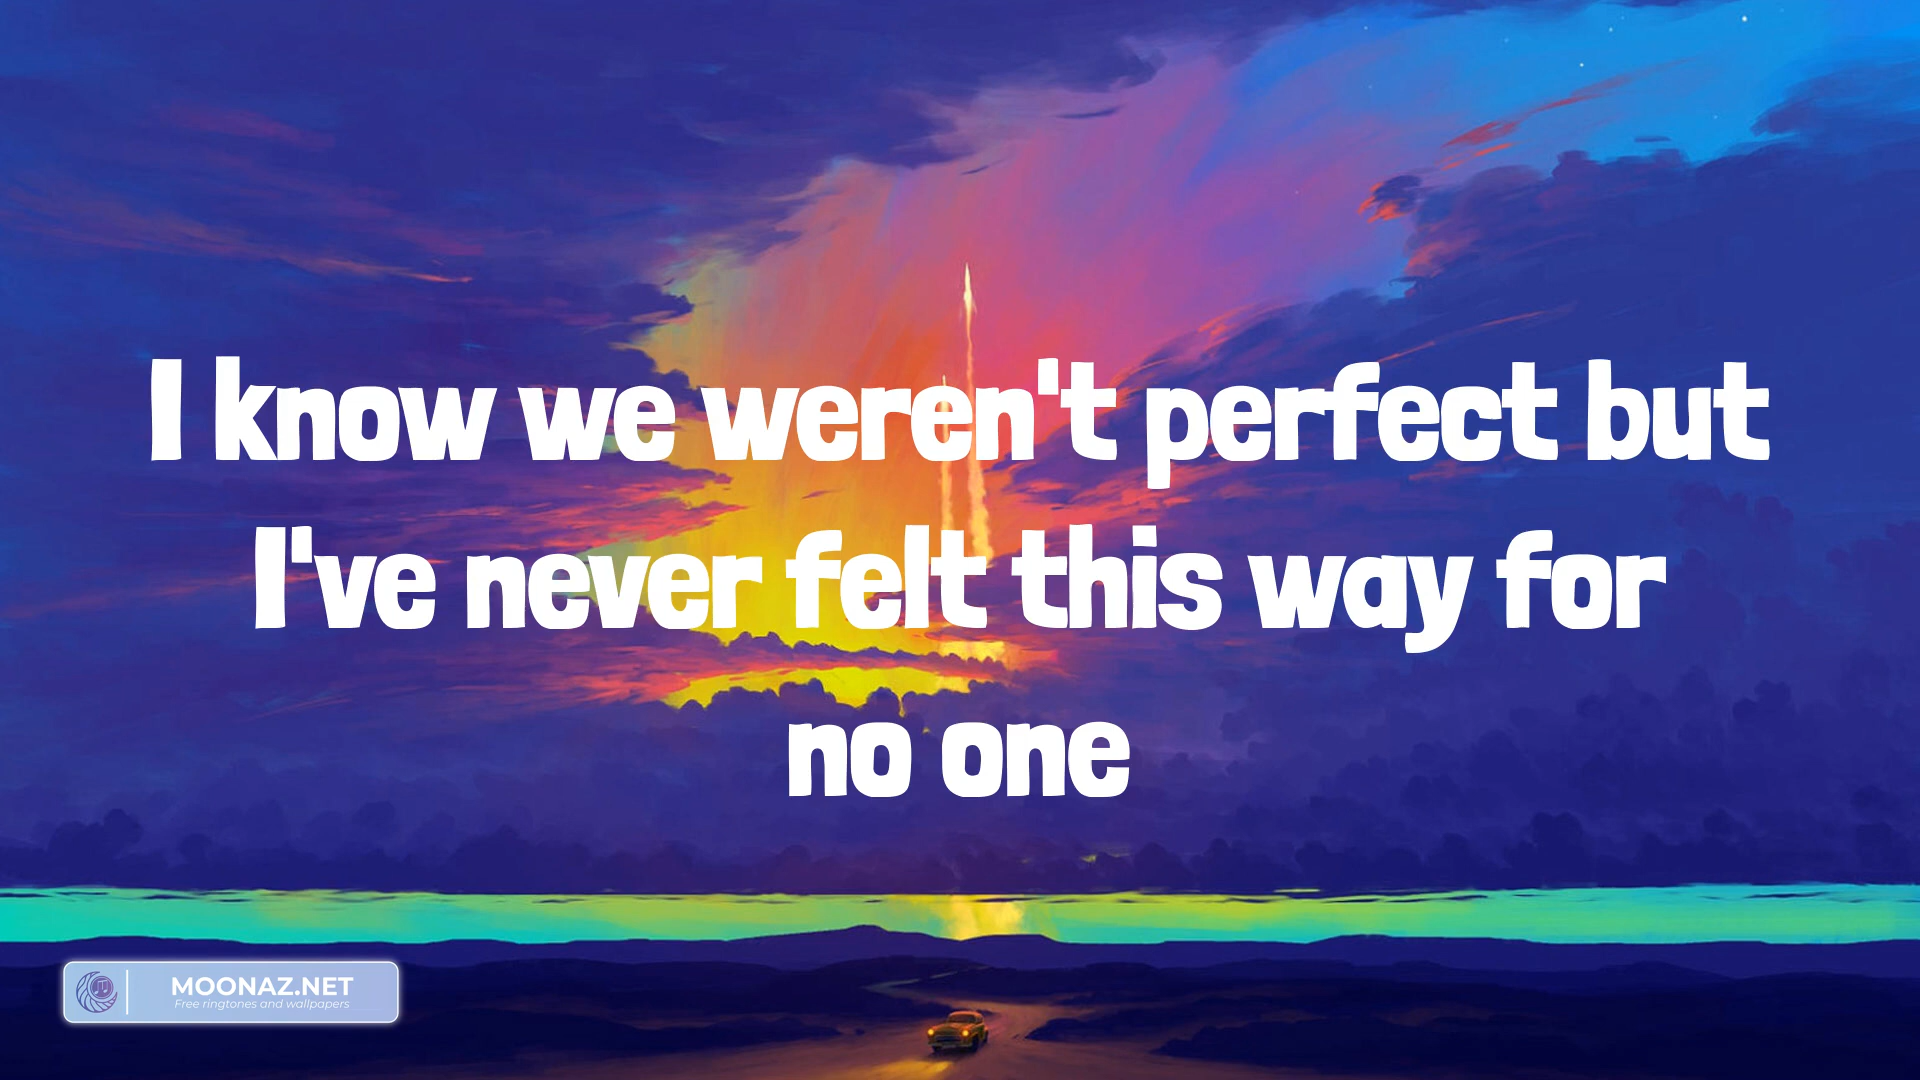 I know we weren't perfect but
I've never felt this way for
no one
MOONAZ.NET
Free ringtones and wallpapers